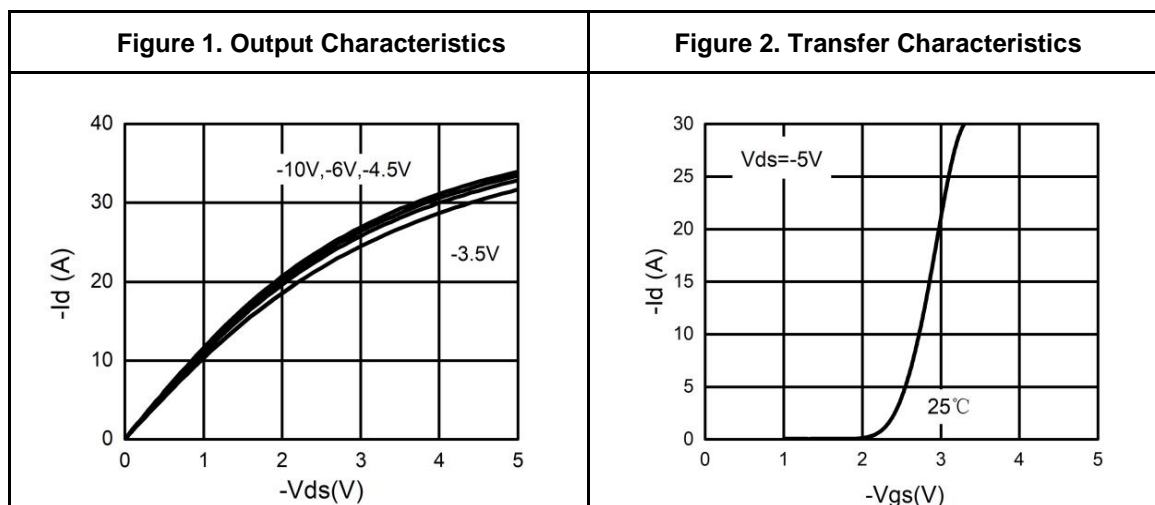 Figure 1. Output Characteristics
Figure 2. Transfer Characteristics
40
30
20
10
0
-Id (A)
-10V,-6V,-4.5V
-3.5V
0 1 2 3 4 5
-Vds(V)
30
25
20
15
10
5
0
-Id (A)
Vds=-5V
25℃
0 1 2 3 4 5
-Vgs(V)